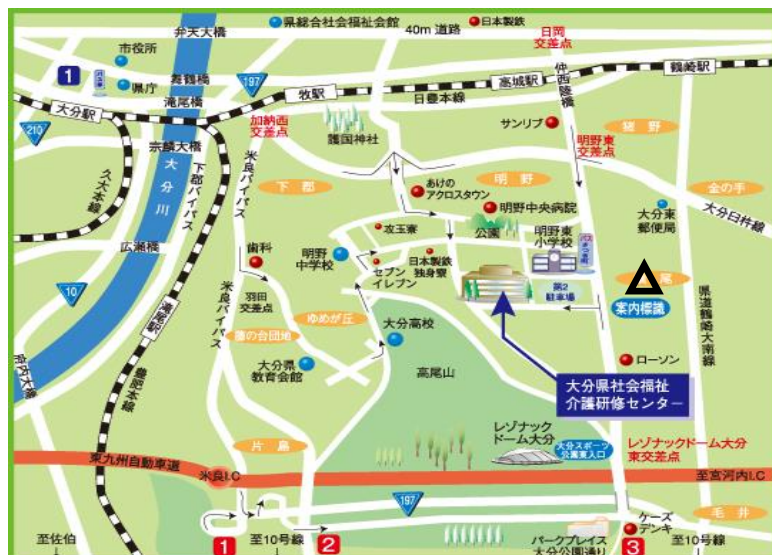 県総合社会福祉会館
日本製鉄
弁天大橋
40m 道路
日岡
交差点
市役所
1
県庁
舞鶴橋
197
滝尾橋
大分駅
牧駅
日豊本線
高城駅
鶴崎駅
仲西陸橋
加納西
交差点
護国神社
サンリブ
明野東
交差点
猪野
210
宗麟大橋
大分川
下郡バイパス
米良バイパス
下郡
あけの
アクロスタウン
明野
金の手
久大本線
明野中央病院
大分臼杵線
攻玉寮
公園
明野東
小学校
大分東
郵便局
広瀬橋
歯科
明野
中学校
日本製鉄
独身寮
セブン
イレブン
第2
駐車場
尾
案内標識
10
滝尾駅
米良バイパス
羽田
交差点
ゆめが丘
大分高校
県道鶴崎大南線
大分県
教育会館
高尾山
ローソン
府内大橋
豊肥本線
大分県社会福祉
介護研修センター
片島
レゾナック
ドーム大分
大分スポーツ
公園東入口
レゾナックドーム大分
東交差点
東九州自動車道
米良I.C
至宮河内I.C
197
毛井
ケーズ
デンキ
至佐伯
1
至10号線
2
至10号線
パークプレイス
大分公園通り
3